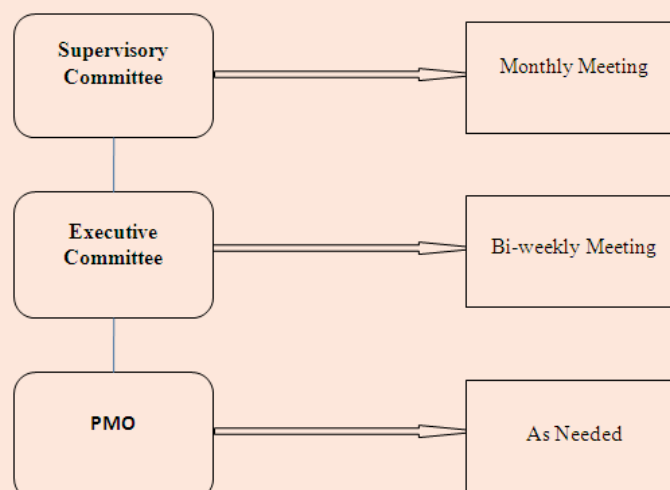 Supervisory
Committee
Monthly Meeting
Executive
Committee
Bi-weekly Meeting
PMO
As Needed